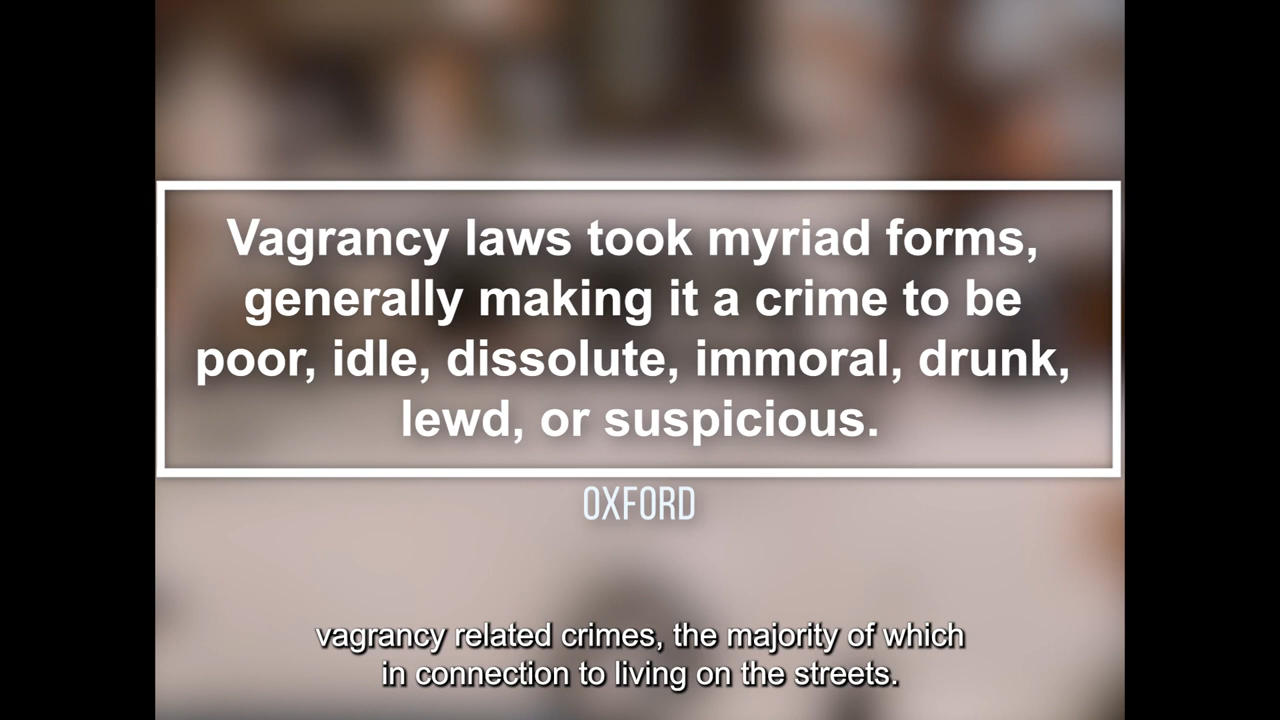 Vagrancy laws took myriad forms,
generally making it a crime to be
poor, idle, dissolute, immoral, drunk,
lewd, or suspicious.
OXFORD
vagrancy related crimes, the majority of which
in connection to living on the streets.